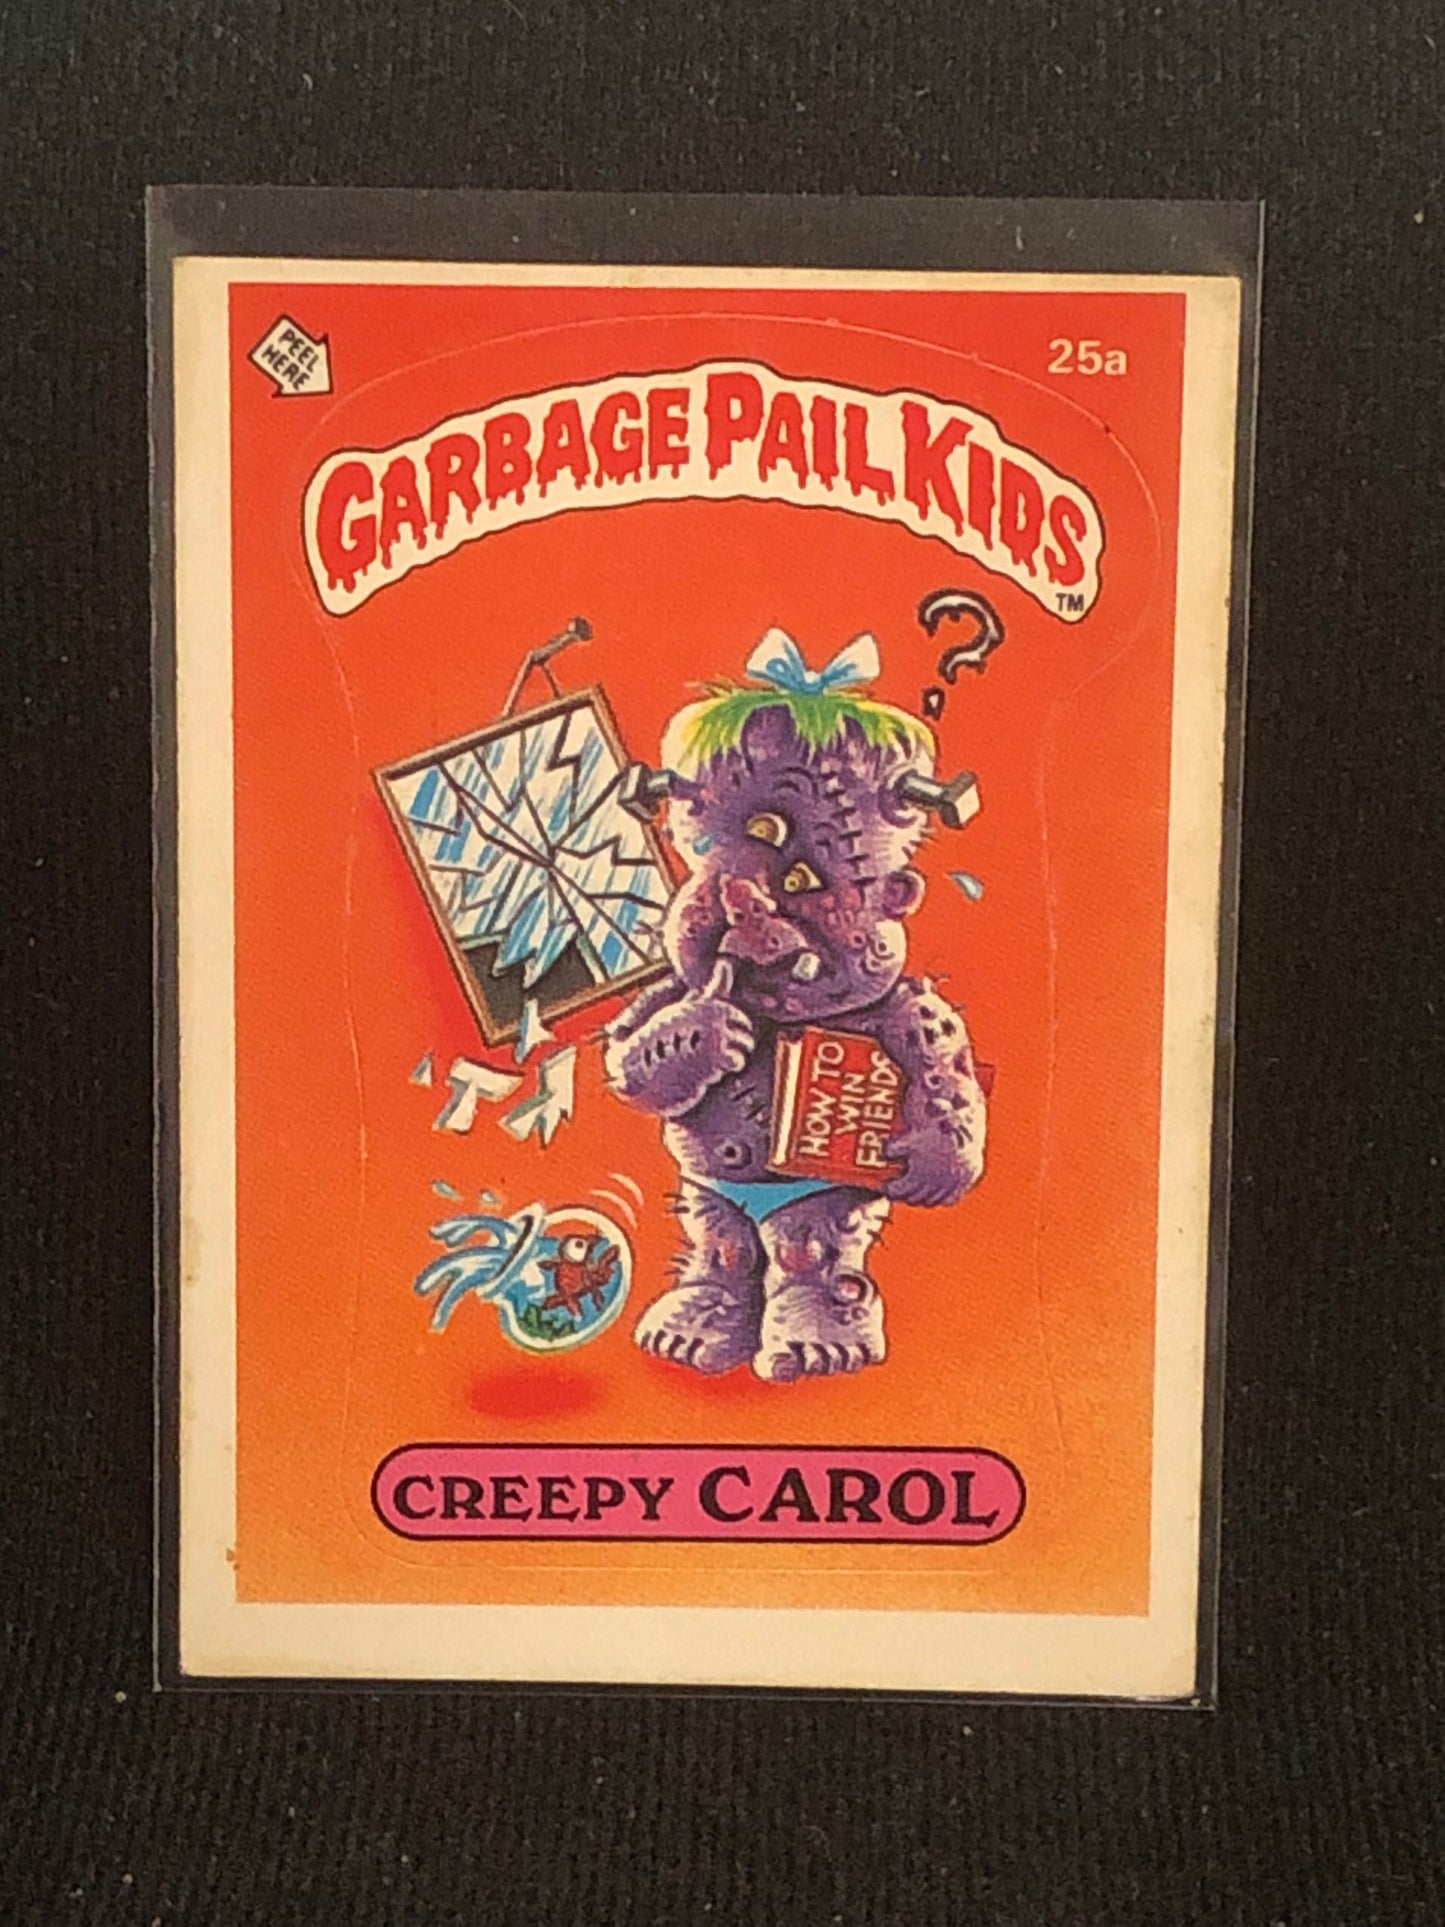 PEEL
HERE
25a
GARBAGE PAIL KIDS
TM
?
HOW TO
WIN
FRIENDS
CREEPY CAROL